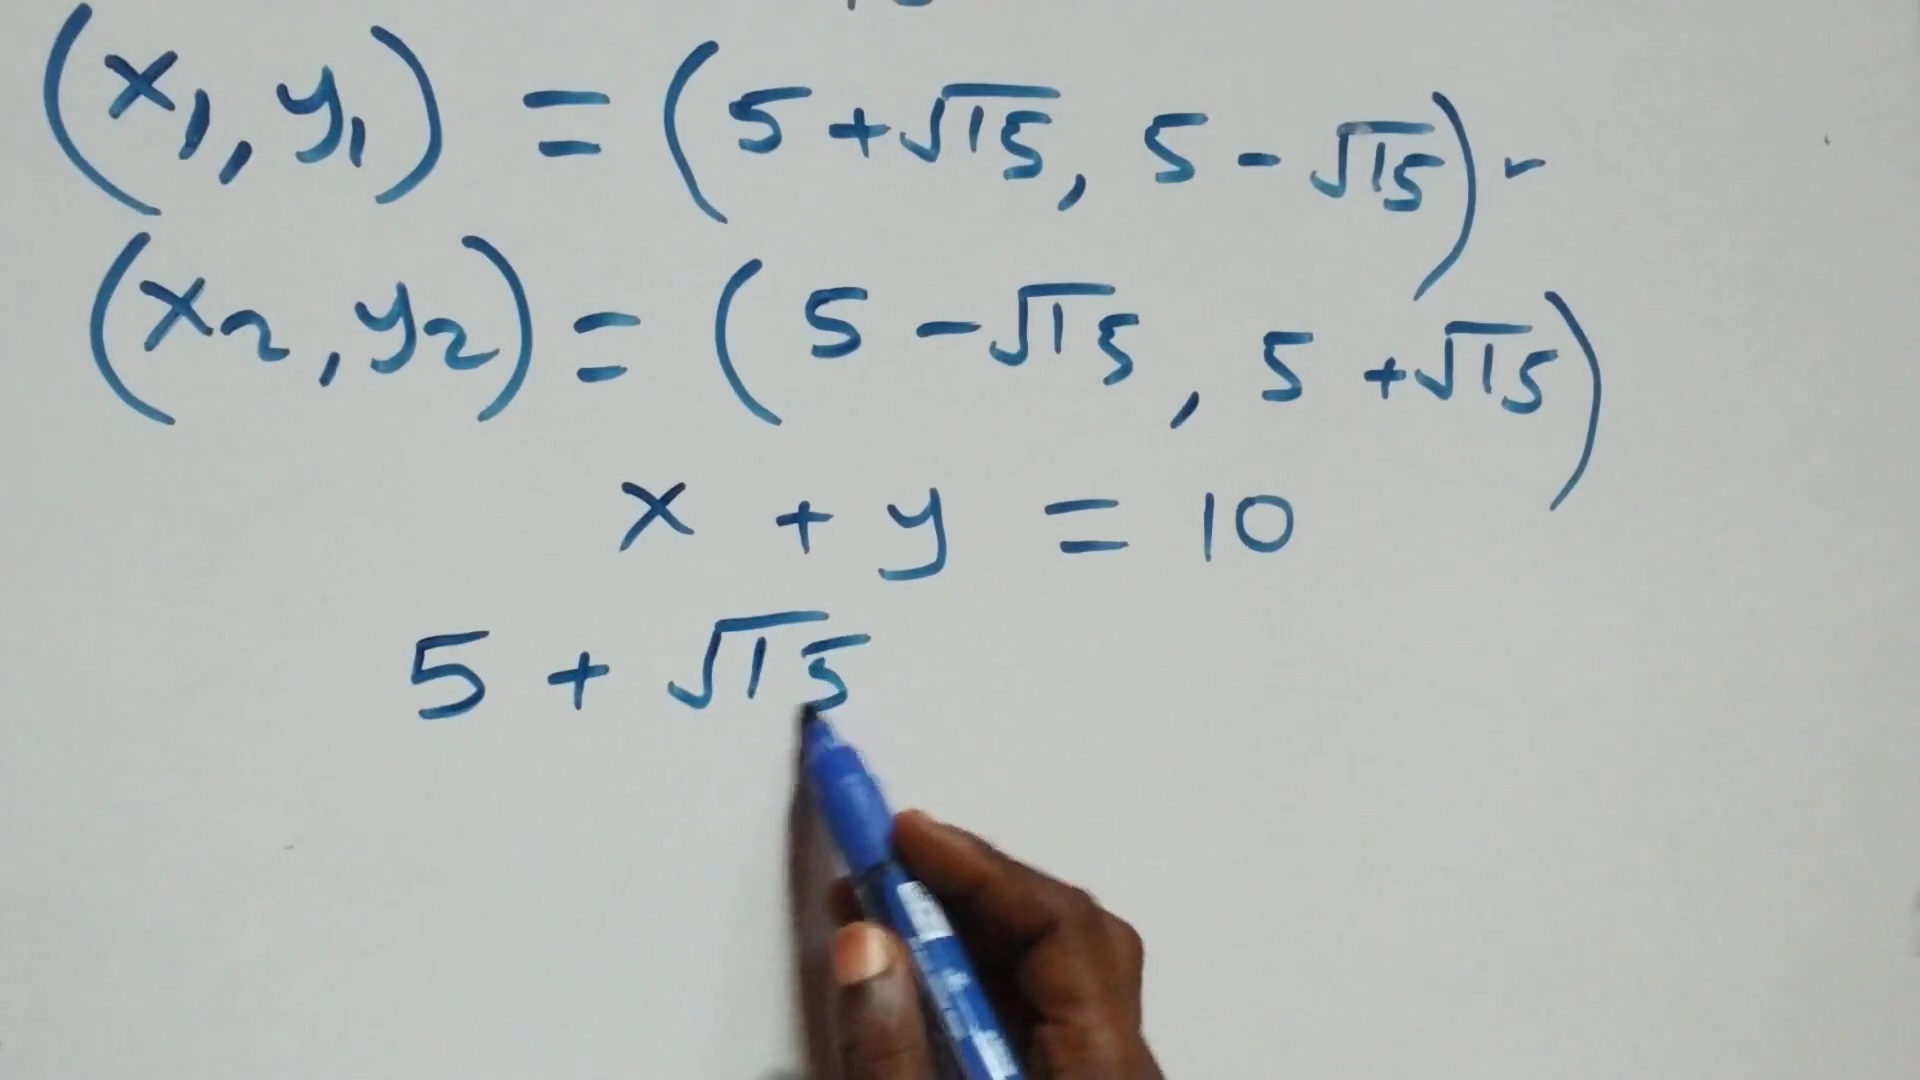 (x₁, y₁) = (5 + √15, 5 - √15)
(x₂, y₂) = (5 - √15, 5 + √15)
x + y = 10
5 + √15